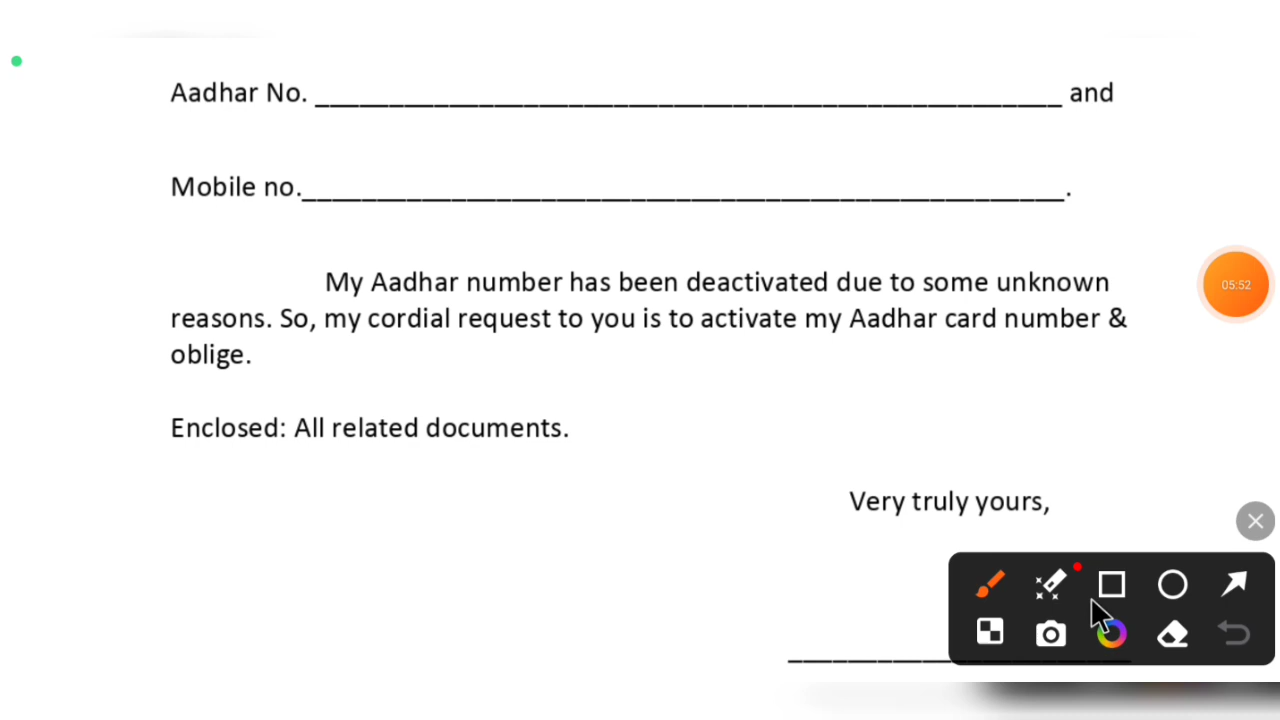 Aadhar No. __________________________________________________ and
Mobile no.___________________________________________________.
My Aadhar number has been deactivated due to some unknown
reasons. So, my cordial request to you is to activate my Aadhar card number &
oblige.
Enclosed: All related documents.
Very truly yours,
05:52